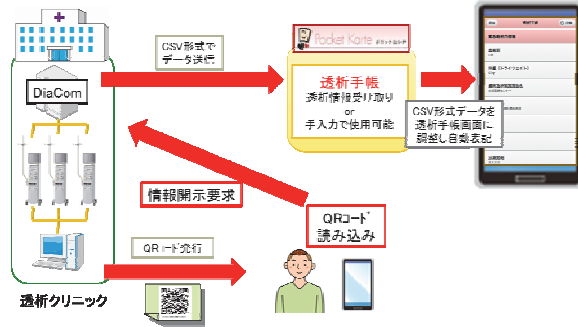 CSV形式で
データ送信
Pocket Karte
DiaCom
透析手帳
透析情報受け取り
or
手入力で使用可能
CSV形式データを
透析手帳画面に
調整し自動表記
情報開示要求
QRコード
読み込み
QRコード発行
透析クリニック